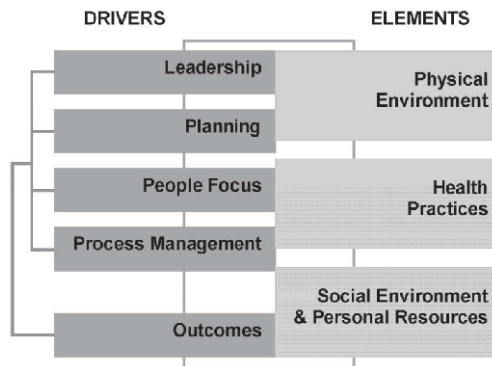 DRIVERS
ELEMENTS
Leadership
Planning
People Focus
Process Management
Outcomes
Physical
Environment
Health
Practices
Social Environment
& Personal Resources